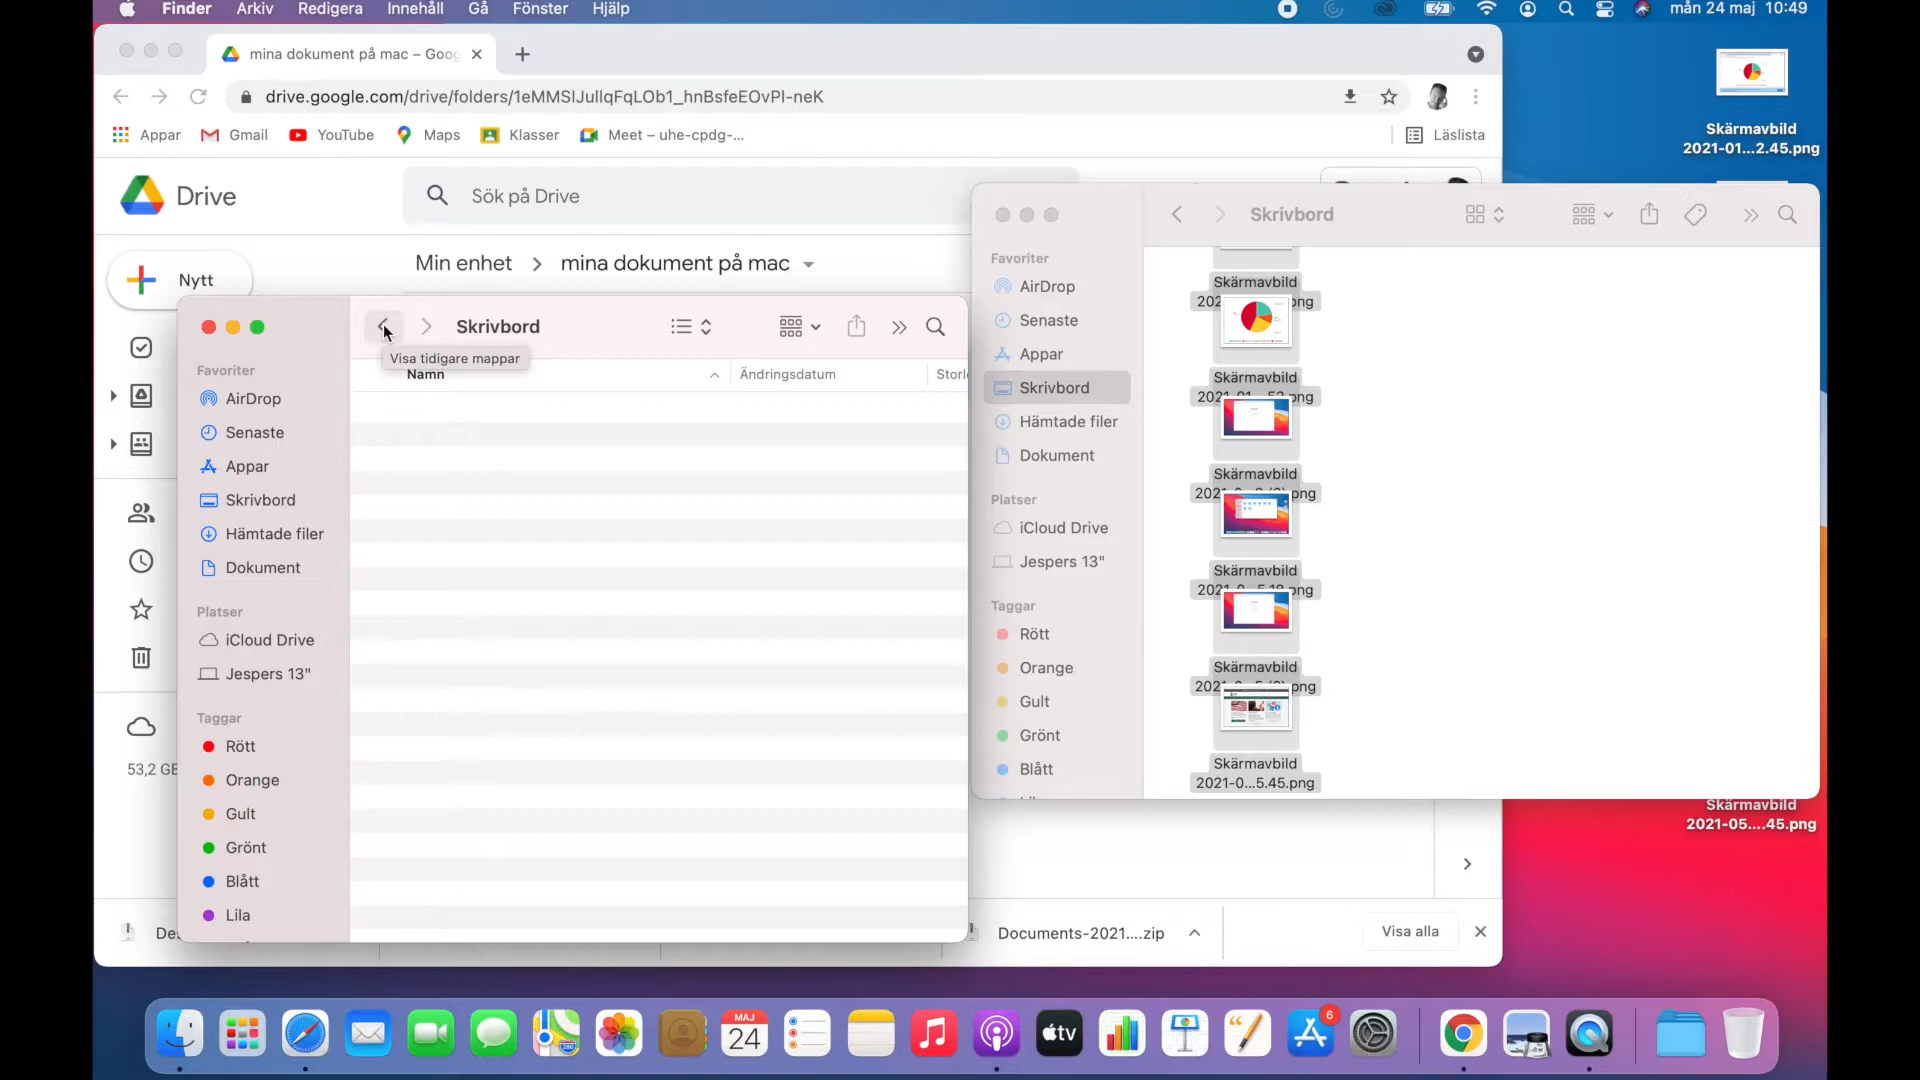 Finder Arkiv Redigera Innehåll Gå Fönster Hjälp
mån 24 maj 10:49
mina dokument på mac – Goog
drive.google.com/drive/folders/1eMMSIJullqFqLOb1_hnBsfeEOvPl-neK
Appar Gmail YouTube Maps Klasser Meet – uhe-cpdg-... Läslista
Drive
Sök på Drive
Nytt
Min enhet > mina dokument på mac
53,2 GB
Skrivbord
Visa tidigare mappar
Namn Ändringsdatum Storl
Favoriter
AirDrop
Senaste
Appar
Skrivbord
Hämtade filer
Dokument
Platser
iCloud Drive
Jespers 13"
Taggar
Rött
Orange
Gult
Grönt
Blått
Lila
Skrivbord
Favoriter
AirDrop
Senaste
Appar
Skrivbord
Hämtade filer
Dokument
Platser
iCloud Drive
Jespers 13"
Taggar
Rött
Orange
Gult
Grönt
Blått
Skärmavbild
Skärmavbild
Skärmavbild
Skärmavbild
Skärmavbild
Skärmavbild
2021-0...5.45.png
Skärmavbild
2021-01...2.45.png
Skärmavbild
2021-05....45.png
Documents-2021....zip
Visa alla
MAJ
24
280
tv
6